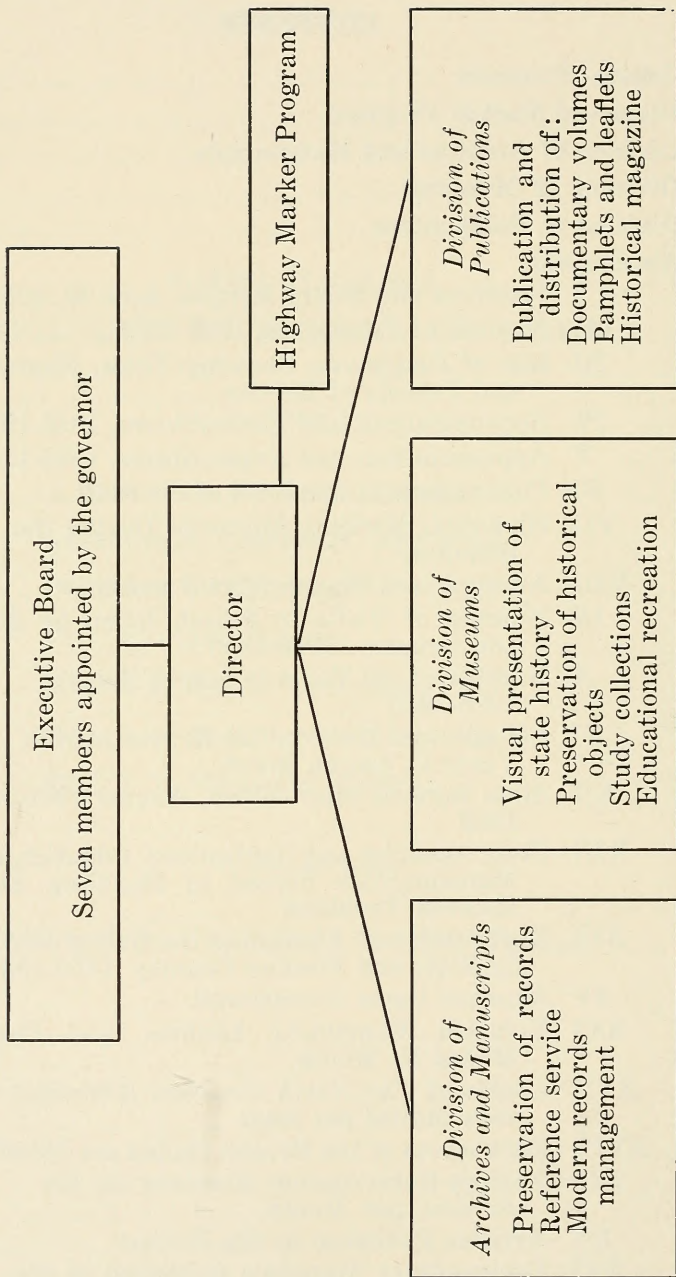 Executive Board
Seven members appointed by the governor
Director
Highway Marker Program
Division of
Archives and Manuscripts
Preservation of records
Reference service
Modern records
management
Division of
Museums
Visual presentation of
state history
Preservation of historical
objects
Study collections
Educational recreation
Division of
Publications
Publication and
distribution of:
Documentary volumes
Pamphlets and leaflets
Historical magazine